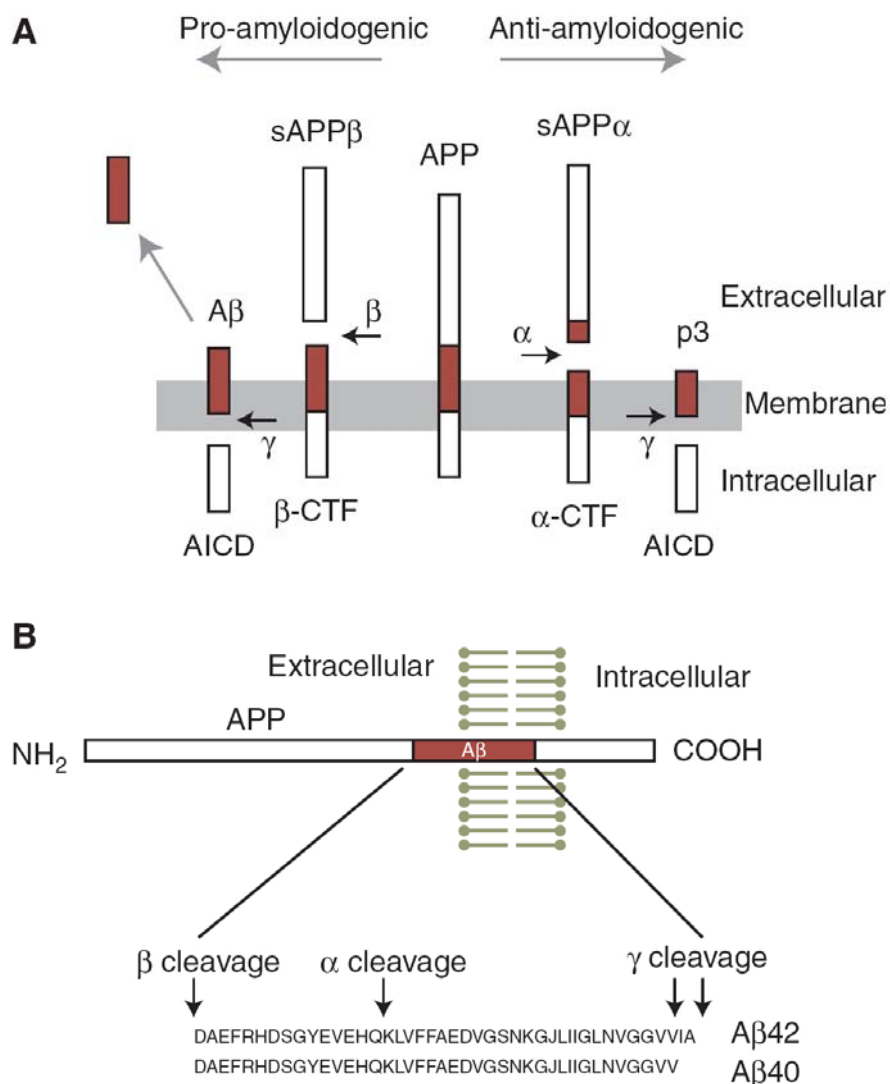 A
Pro-amyloidogenic
Anti-amyloidogenic
sAPPβ
APP
sAPPα
Aβ
β
α
p3
Extracellular
Membrane
Intracellular
γ
γ
β-CTF
α-CTF
AICD
AICD
B
Extracellular
Intracellular
APP
NH₂
Aβ
COOH
β cleavage
α cleavage
γ cleavage
DAEFRHDSGYEVEHQKLVFFAEDVGSNKGJLIIGLNVGGVVIA Aβ42
DAEFRHDSGYEVEHQKLVFFAEDVGSNKGJLIIGLNVGGVV Aβ40